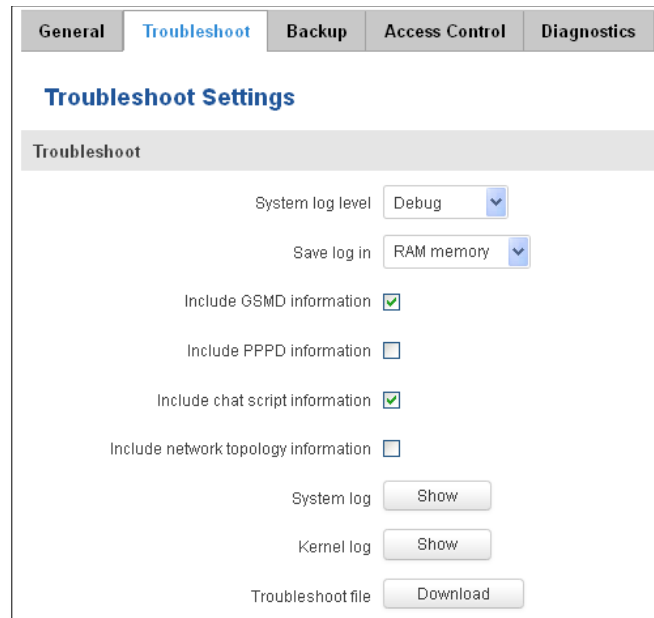 General Troubleshoot Backup Access Control Diagnostics
Troubleshoot Settings
Troubleshoot
System log level Debug
Save log in RAM memory
Include GSMD information
Include PPPD information
Include chat script information
Include network topology information
System log Show
Kernel log Show
Troubleshoot file Download